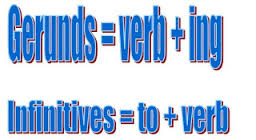 Gerunds = verb + ing
Infinitives = to + verb